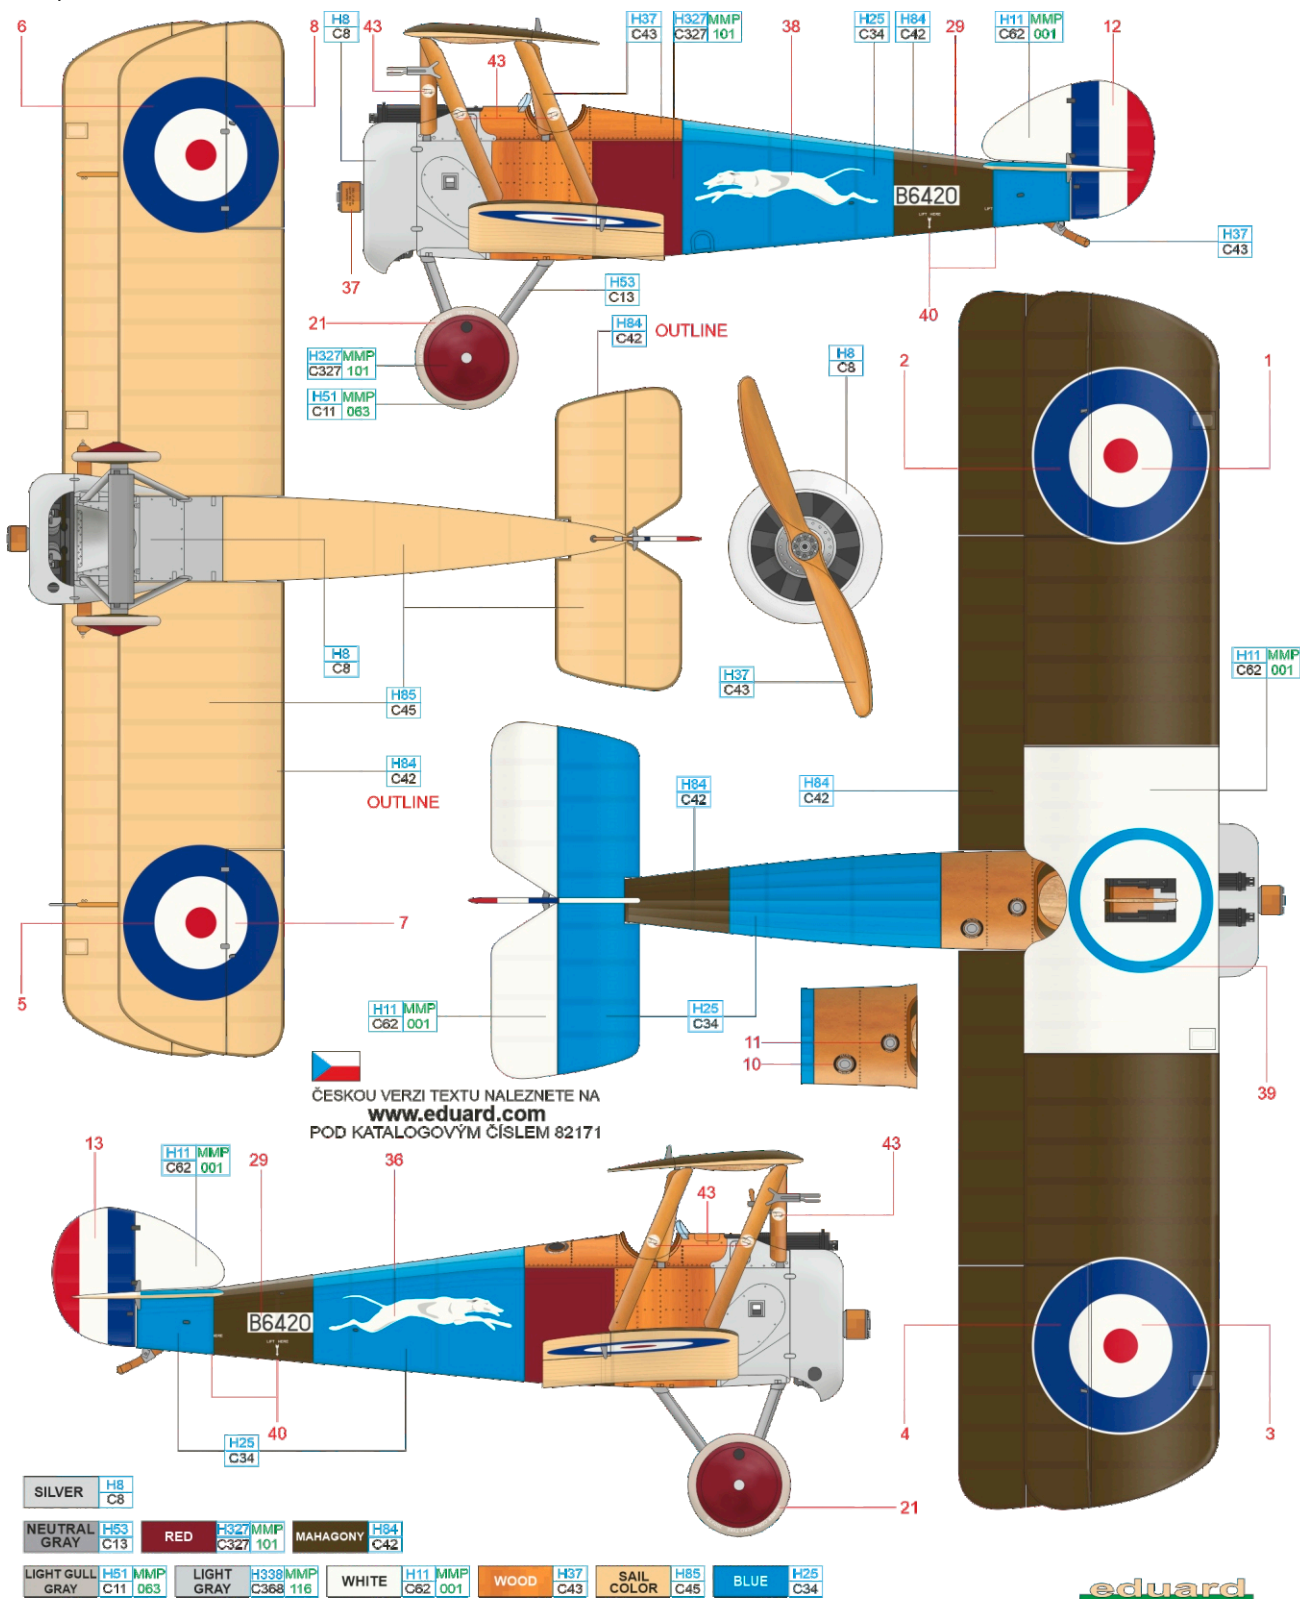 6
8
H8
C8
43
H37
C43
H327 MMP
C327 101
38
H25
C34
H84
C42
29
H11 MMP
C62 001
12
43
B6420
LIFT HERE
LIFT
37
H53
C13
H37
C43
40
21
H84
C42
OUTLINE
H327 MMP
C327 101
H51 MMP
C11 063
H8
C8
2
1
H8
C8
H85
C45
H37
C43
H11 MMP
C62 001
H84
C42
OUTLINE
H84
C42
H84
C42
5
7
H11 MMP
C62 001
H25
C34
11
10
39
ČESKOU VERZI TEXTU NALEZNETE NA
www.eduard.com
POD KATALOGOVÝM ČÍSLEM 82171
13
H11 MMP
C62 001
29
36
43
43
B6420
LIFT HERE
HERE
40
H25
C34
4
3
21
SILVER H8
C8
NEUTRAL GRAY H53
C13
RED H327 MMP
C327 101
MAHAGONY H84
C42
LIGHT GULL GRAY H51 MMP
C11 063
LIGHT GRAY H338 MMP
C368 116
WHITE H11 MMP
C62 001
WOOD H37
C43
SAIL COLOR H85
C45
BLUE H25
C34
eduard